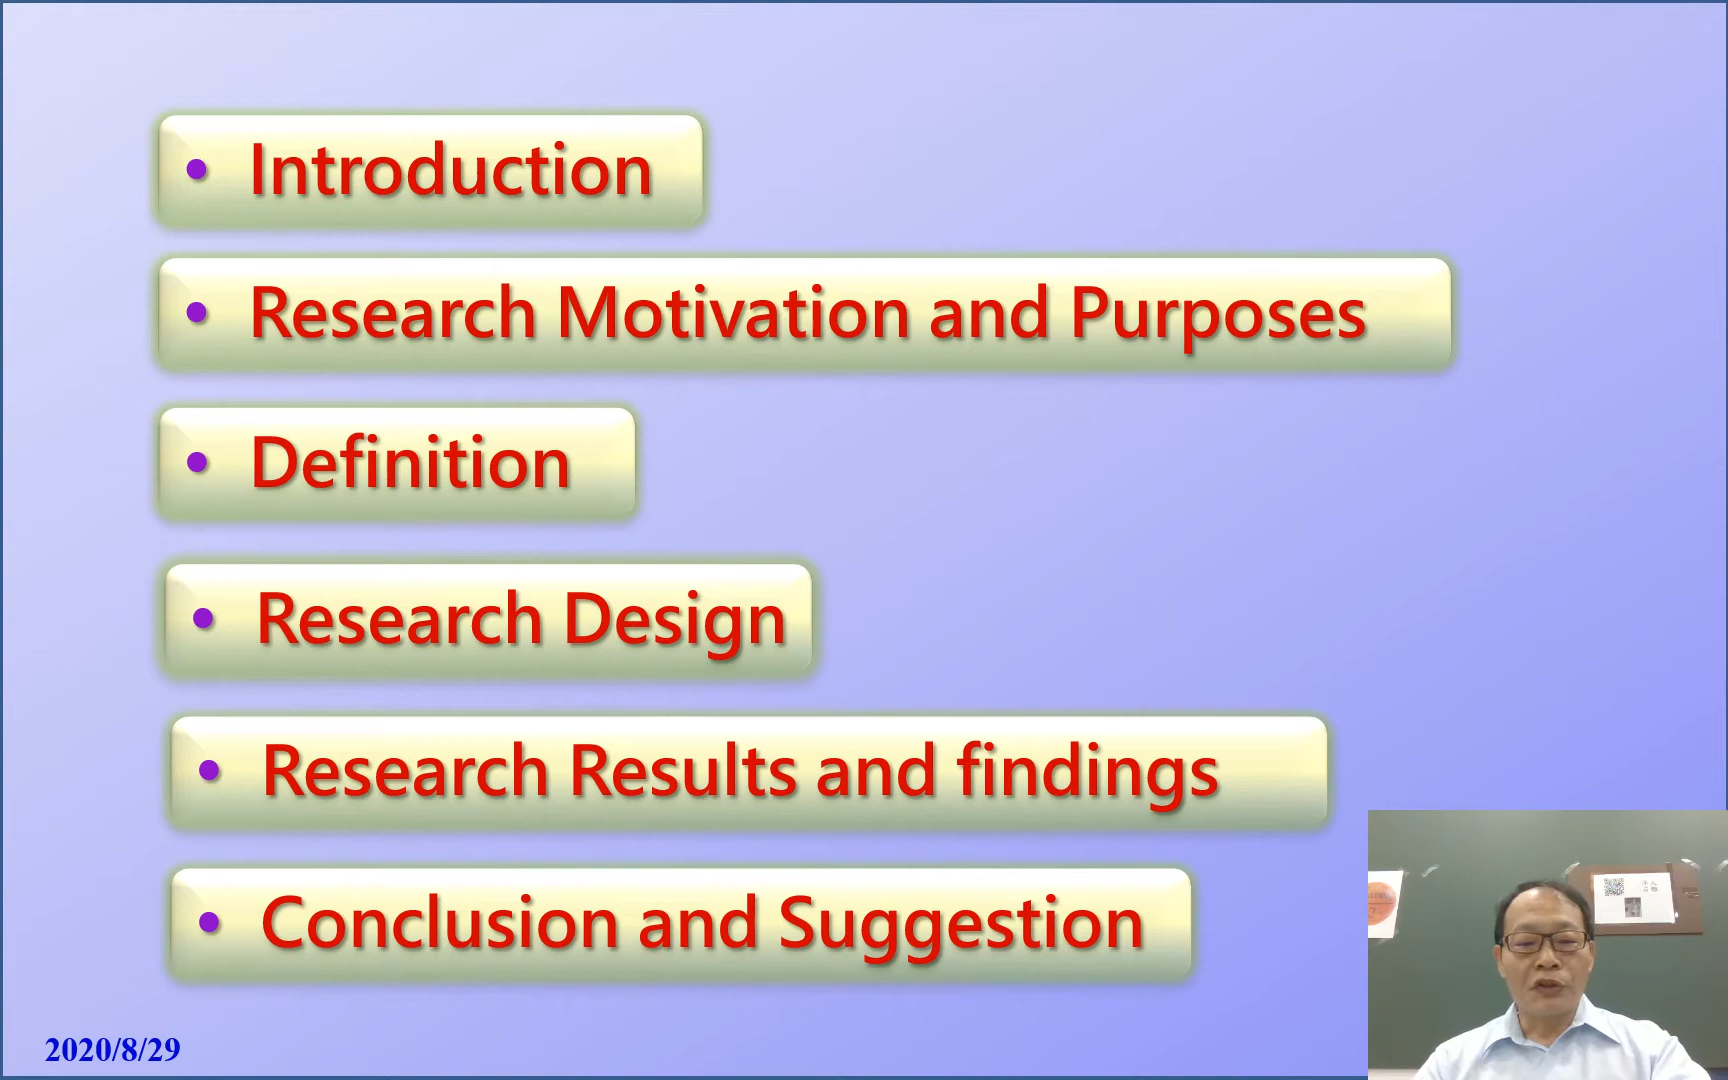 • Introduction
• Research Motivation and Purposes
• Definition
• Research Design
• Research Results and findings
• Conclusion and Suggestion
2020/8/29